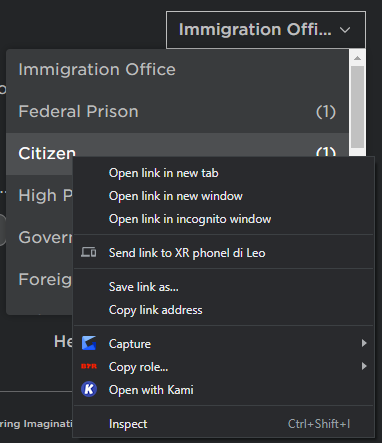 Immigration Offi...
Immigration Office
Federal Prison (1)
Citizen (1)
High P
Govern
Foreig
He
ring Imaginati
Open link in new tab
Open link in new window
Open link in incognito window
Send link to XR phonel di Leo
Save link as...
Copy link address
Capture
Copy role...
Open with Kami
Inspect Ctrl+Shift+I